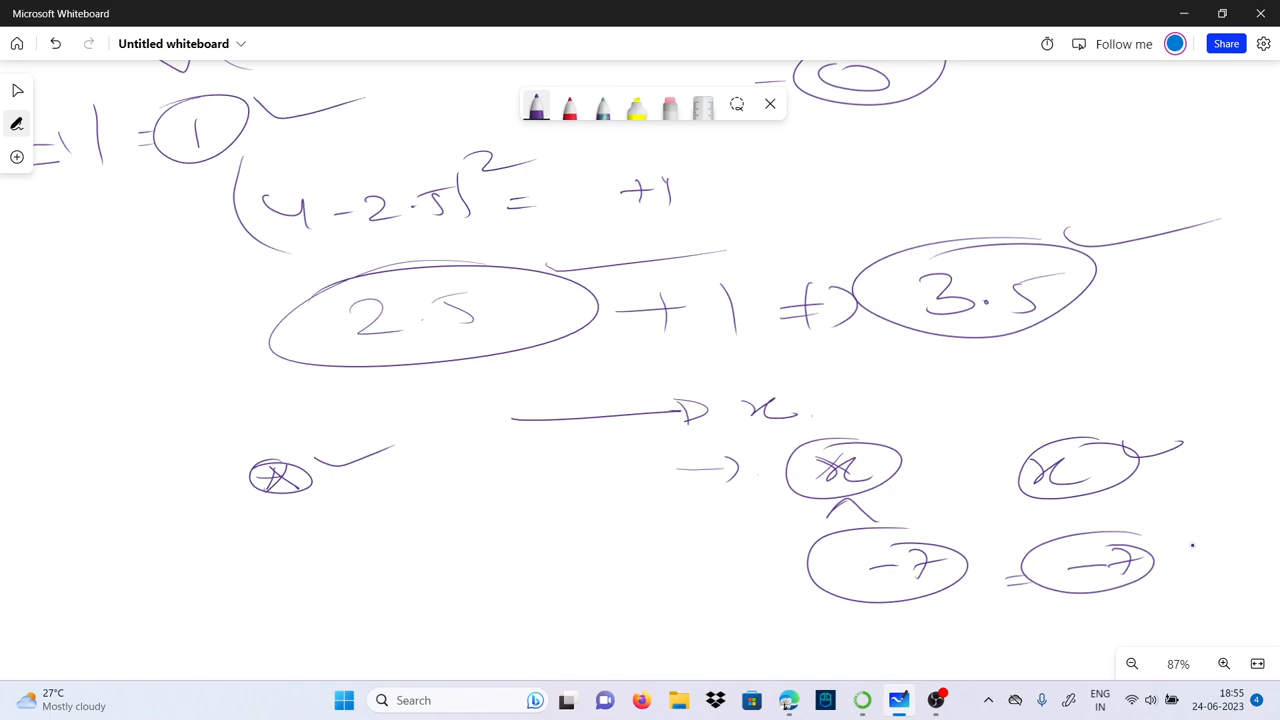 Microsoft Whiteboard
Untitled whiteboard
Follow me
Share
-11 = 1
(4 - 2.5)² = +1
2.5 + 1 => 3.5
x
x x
-7 = -7
87%
27°C
Mostly cloudy
Search
ENG
IN
18:55
24-06-2023